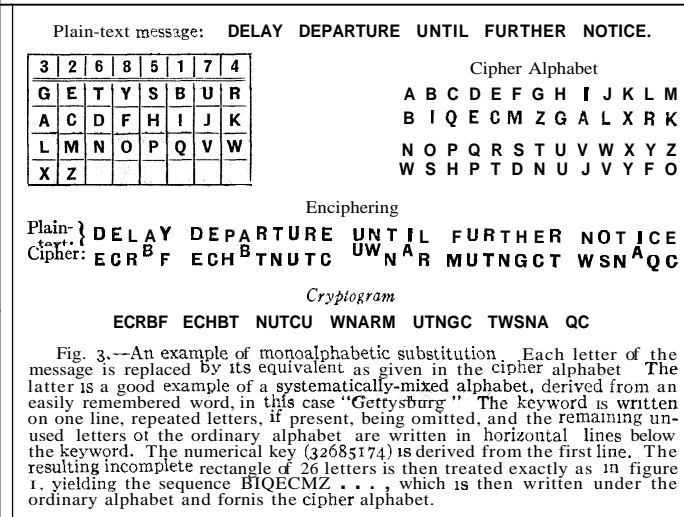 Plain-text message: DELAY DEPARTURE UNTIL FURTHER NOTICE.
3 2 6 8 5 1 7 4
G E T Y S B U R
A C D F H I J K
L M N O P Q V W
X Z
Cipher Alphabet
A B C D E F G H I J K L M
B I Q E C M Z G A L X R K
N O P Q R S T U V W X Y Z
W S H P T D N U J V Y F O
Enciphering
Plain-text: DELAY DEPARTURE UNTIL FURTHER NOTICE
Cipher: ECRBF ECHBTNUTC UWNAR MUTNGCT WSNAQC
Cryptogram
ECRBF ECHBT NUTCU WNARM UTNGC TWSNA QC
Fig. 3.—An example of monoalphabetic substitution Each letter of the
message is replaced by its equivalent as given in the cipher alphabet The
latter is a good example of a systematically-mixed alphabet, derived from an
easily remembered word, in this case "Gettysburg " The keyword is written
on one line, repeated letters, if present, being omitted, and the remaining un-
used letters of the ordinary alphabet are written in horizontal lines below
the keyword. The numerical key (32685174) is derived from the first line. The
resulting incomplete rectangle of 26 letters is then treated exactly as in figure
1, yielding the sequence BIQECMZ . . . . , which is then written under the
ordinary alphabet and fornis the cipher alphabet.